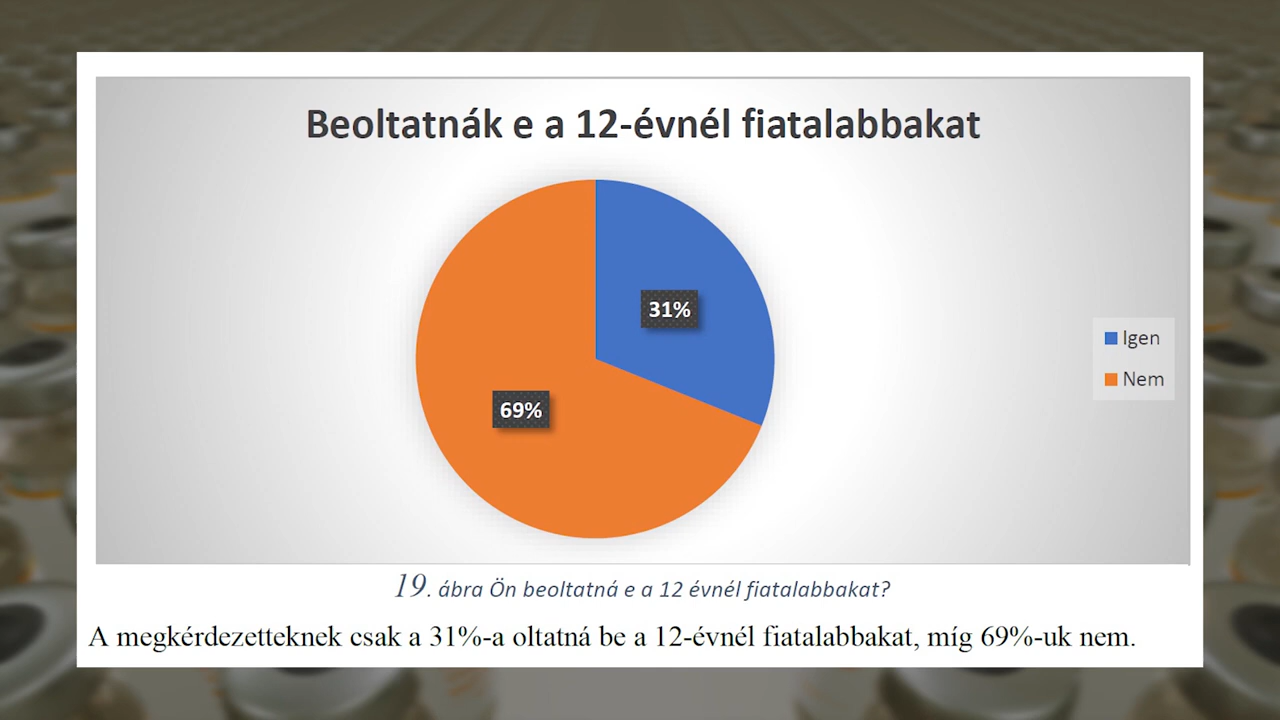 Beoltatnák e a 12-évnél fiatalabbakat
31%
69%
Igen
Nem
19. ábra Ön beoltatná e a 12 évnél fiatalabbakat?
A megkérdezetteknek csak a 31%-a oltatná be a 12-évnél fiatalabbakat, míg 69%-uk nem.